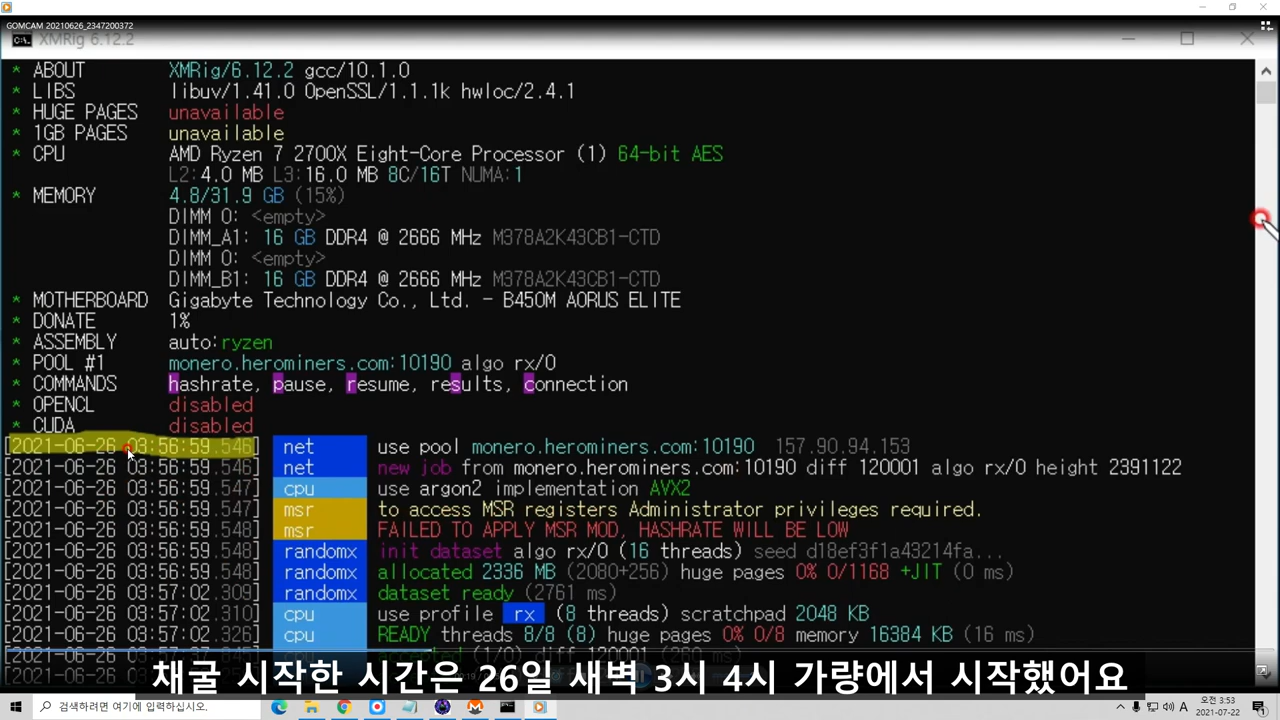 GOMCAM 20210626_2347200372
XMRig 6.12.2
* ABOUT XMRig/6.12.2 gcc/10.1.0
* LIBS libuv/1.41.0 OpenSSL/1.1.1k hwloc/2.4.1
* HUGE PAGES unavailable
* 1GB PAGES unavailable
* CPU AMD Ryzen 7 2700X Eight-Core Processor (1) 64-bit AES
L2:4.0 MB L3:16.0 MB 8C/16T NUMA:1
* MEMORY 4.8/31.9 GB (15%)
DIMM 0: <empty>
DIMM_A1: 16 GB DDR4 @ 2666 MHz M378A2K43CB1-CTD
DIMM 0: <empty>
DIMM_B1: 16 GB DDR4 @ 2666 MHz M378A2K43CB1-CTD
* MOTHERBOARD Gigabyte Technology Co., Ltd. - B450M AORUS ELITE
* DONATE 1%
* ASSEMBLY auto:ryzen
* POOL #1 monero.herominers.com:10190 algo rx/0
* COMMANDS hashrate, pause, resume, results, connection
* OPENCL disabled
* CUDA disabled
[2021-06-26 03:56:59.546] net use pool monero.herominers.com:10190 157.90.94.153
[2021-06-26 03:56:59.546] net new job from monero.herominers.com:10190 diff 120001 algo rx/0 height 2391122
[2021-06-26 03:56:59.547] cpu use argon2 implementation AVX2
[2021-06-26 03:56:59.547] msr to access MSR registers Administrator privileges required.
[2021-06-26 03:56:59.548] msr FAILED TO APPLY MSR MOD, HASHRATE WILL BE LOW
[2021-06-26 03:56:59.548] randomx init dataset algo rx/0 (16 threads) seed d18ef3f1a43214fa...
[2021-06-26 03:56:59.548] randomx allocated 2336 MB (2080+256) huge pages 0% 0/1168 +JIT (0 ms)
[2021-06-26 03:57:02.309] randomx dataset ready (2761 ms)
[2021-06-26 03:57:02.310] cpu use profile rx (8 threads) scratchpad 2048 KB
[2021-06-26 03:57:02.326] cpu READY threads 8/8 (8) huge pages 0% 0/8 memory 16384 KB (16 ms)
채굴 시작한 시간은 26일 새벽 3시 4시 가량에서 시작했어요
검색하려면 여기에 입력하십시오.
A
오전 3:53
2021-07-22